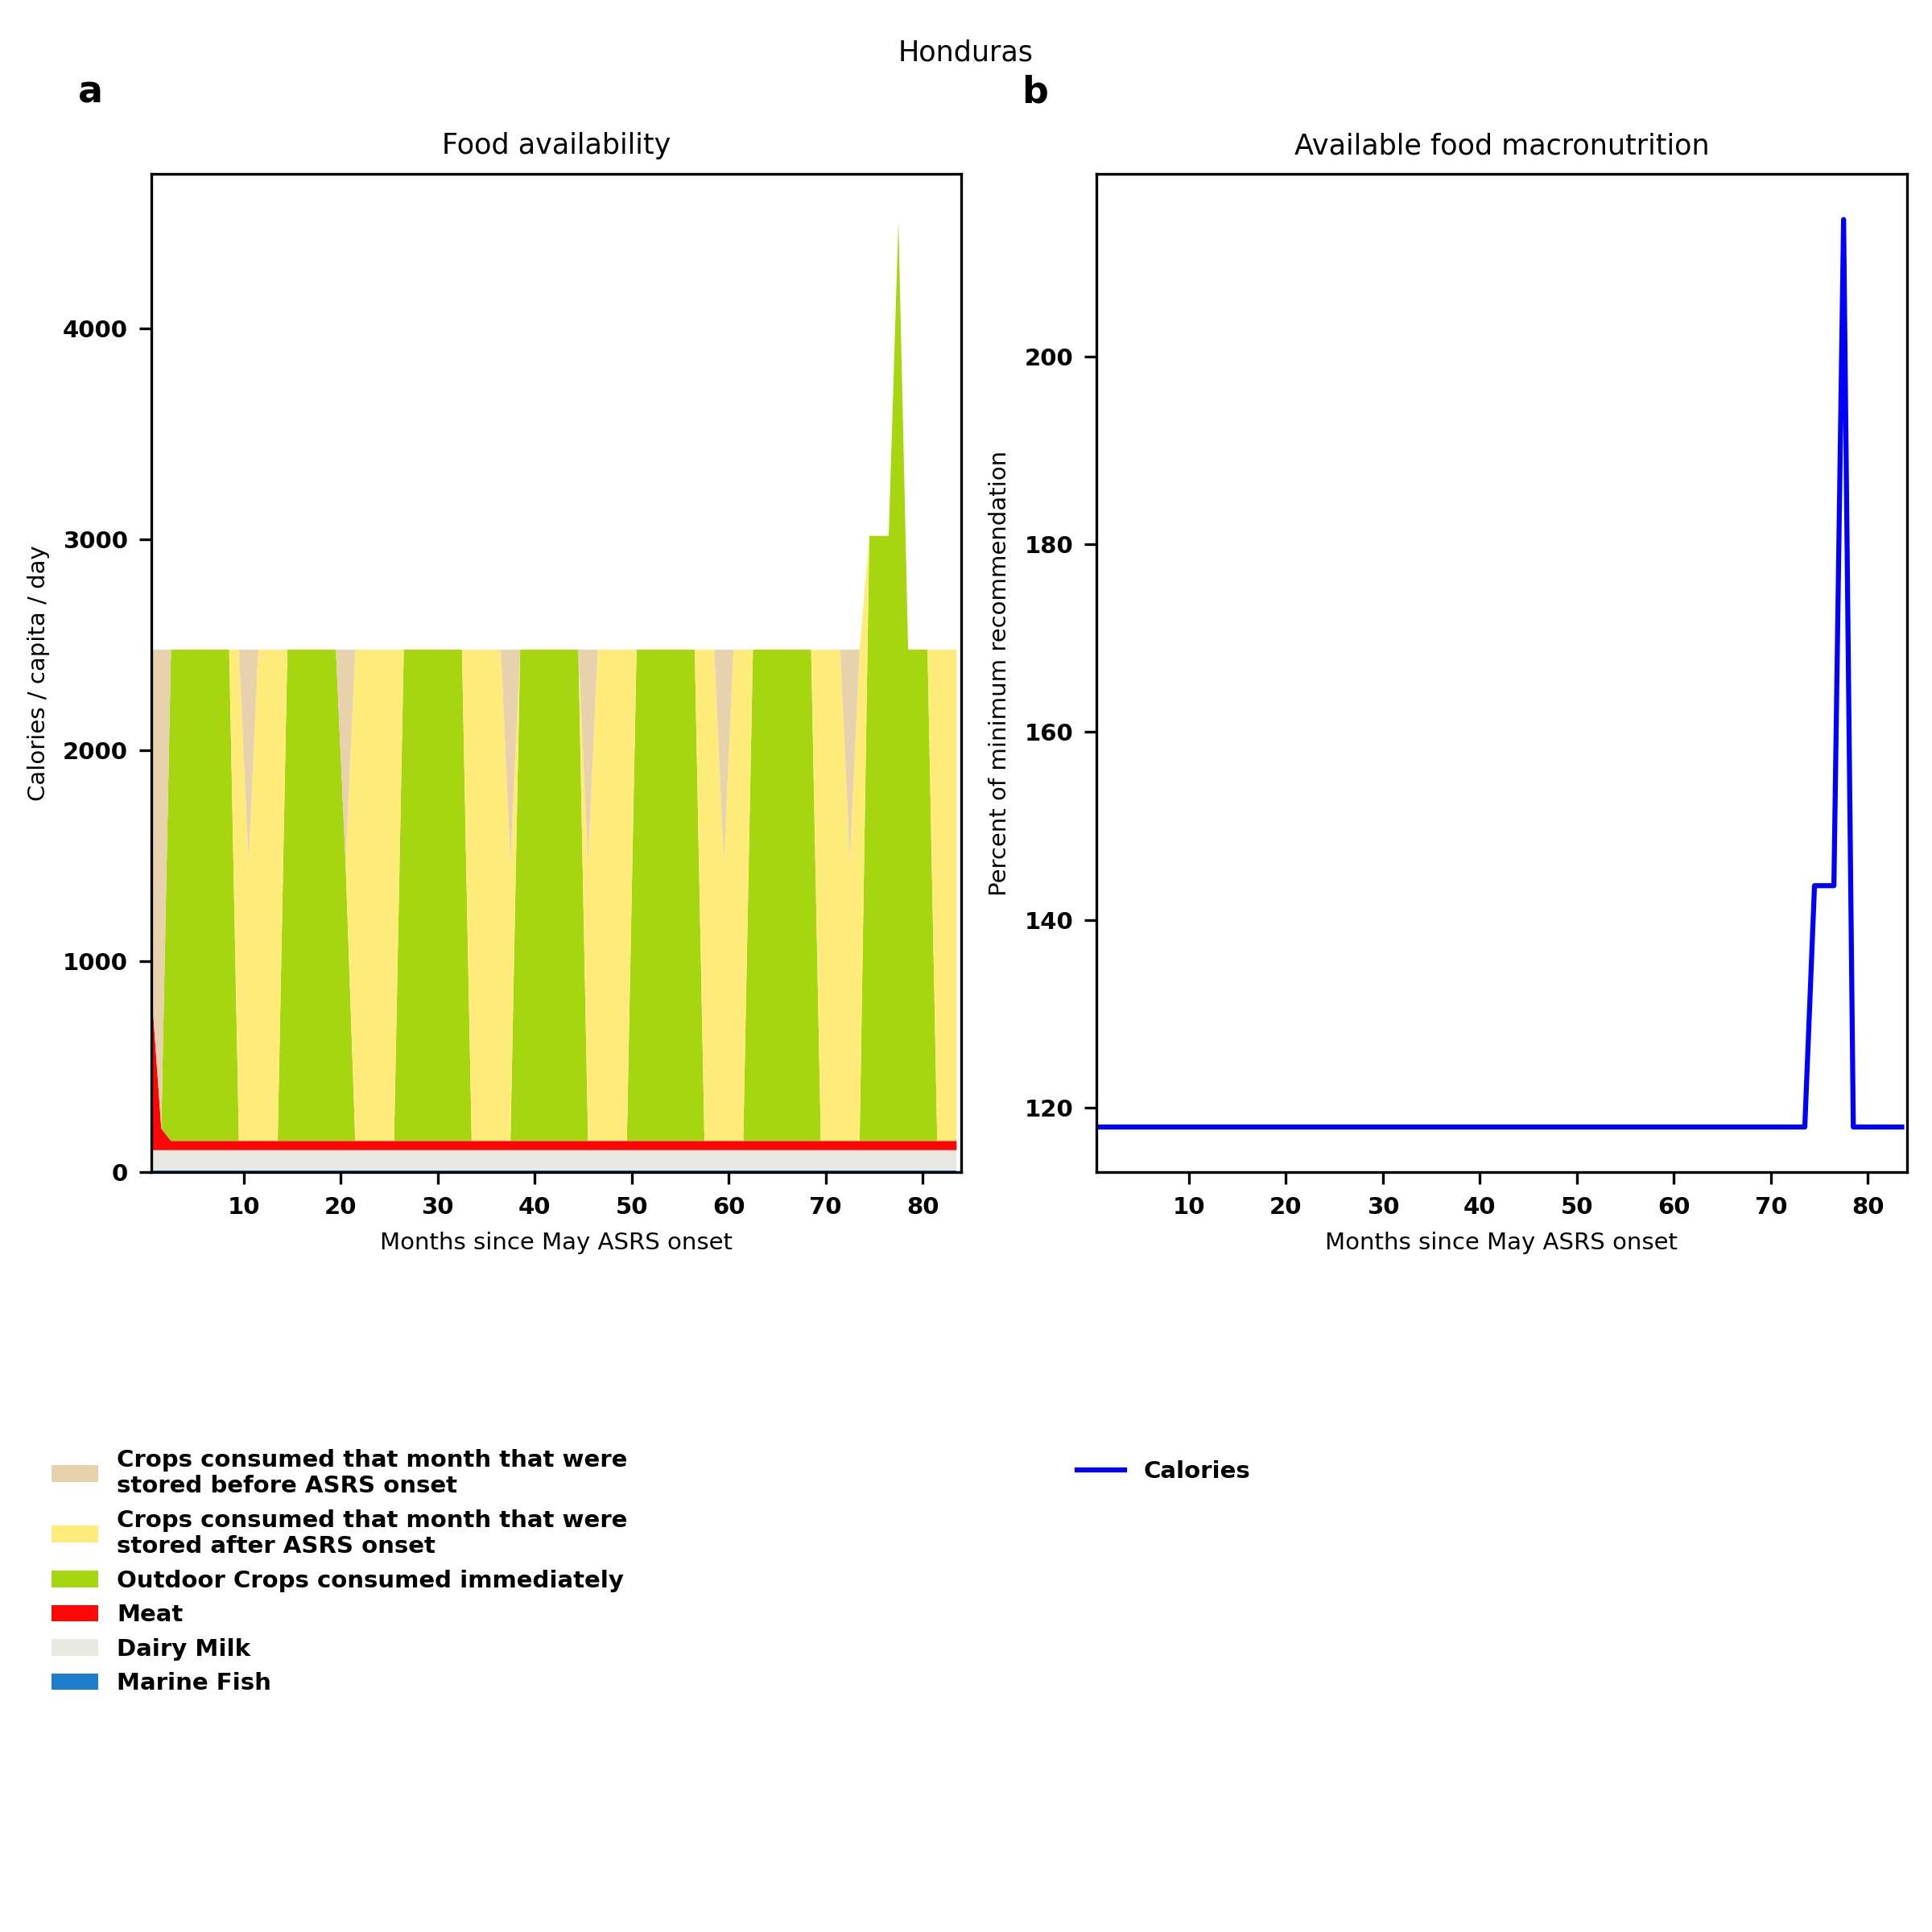 Honduras
a
b
Food availability
Available food macronutrition
Calories / capita / day
4000
3000
2000
1000
0
10 20 30 40 50 60 70 80
Months since May ASRS onset
Percent of minimum recommendation
200
180
160
140
120
10 20 30 40 50 60 70 80
Months since May ASRS onset
Crops consumed that month that were
stored before ASRS onset
Crops consumed that month that were
stored after ASRS onset
Outdoor Crops consumed immediately
Meat
Dairy Milk
Marine Fish
Calories